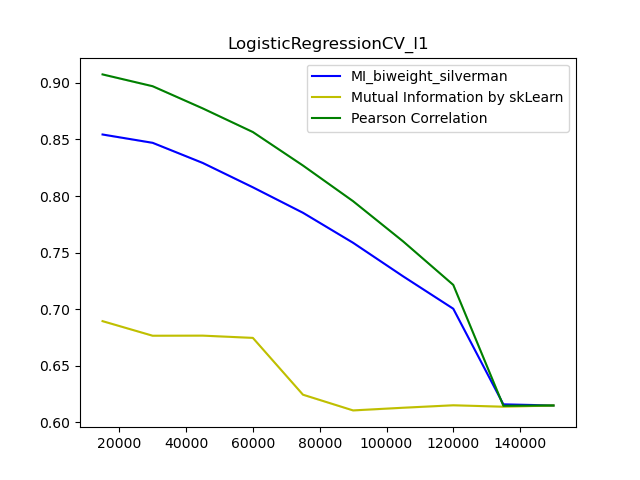 LogisticRegressionCV_l1
MI_biweight_silverman
Mutual Information by skLearn
Pearson Correlation
0.90
0.85
0.80
0.75
0.70
0.65
0.60
20000 40000 60000 80000 100000 120000 140000